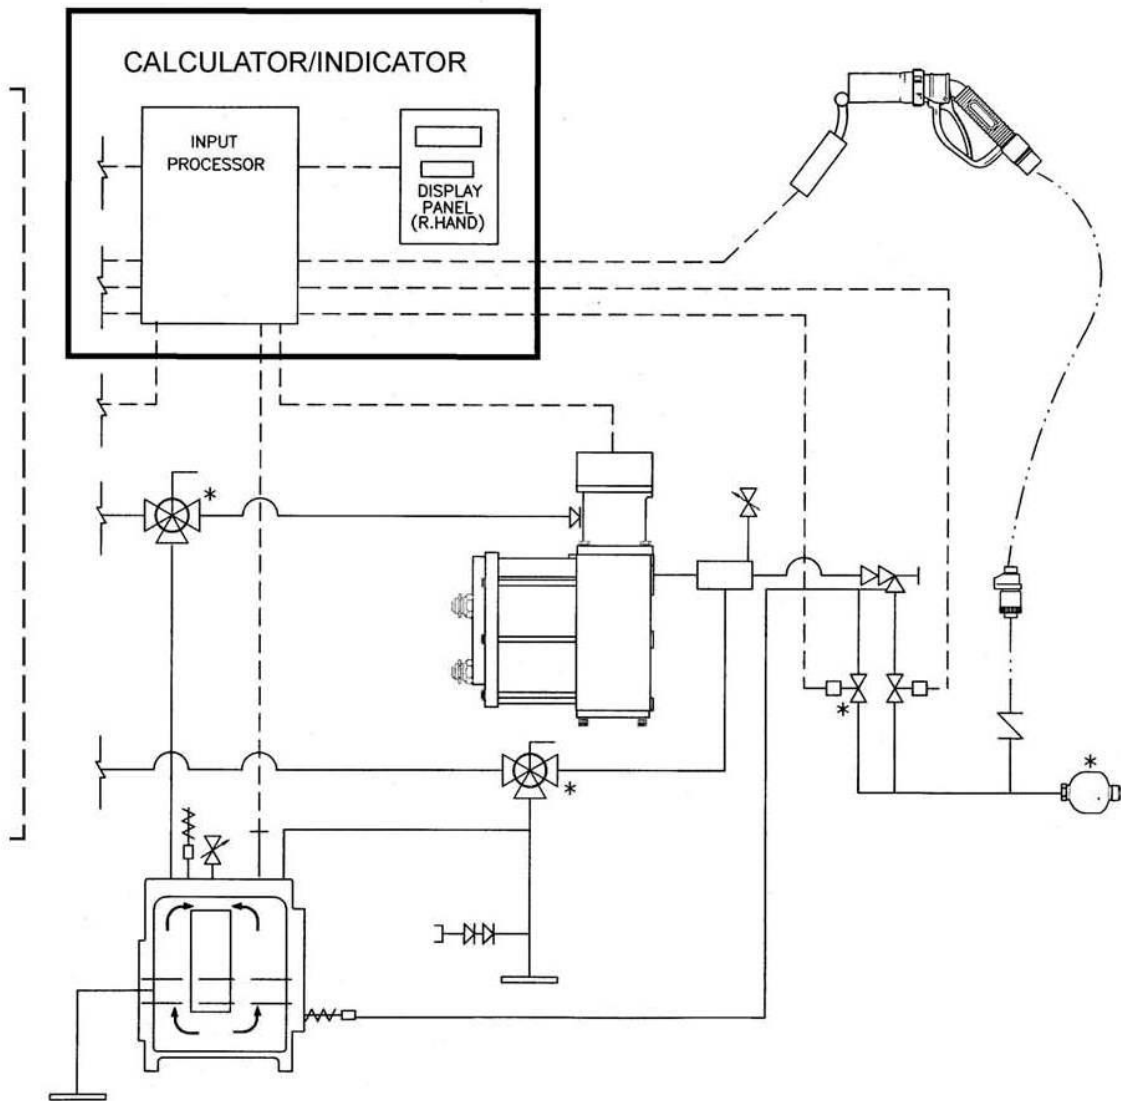 CALCULATOR/INDICATOR
INPUT
PROCESSOR
DISPLAY
PANEL
(R.HAND)
*
*
*
*